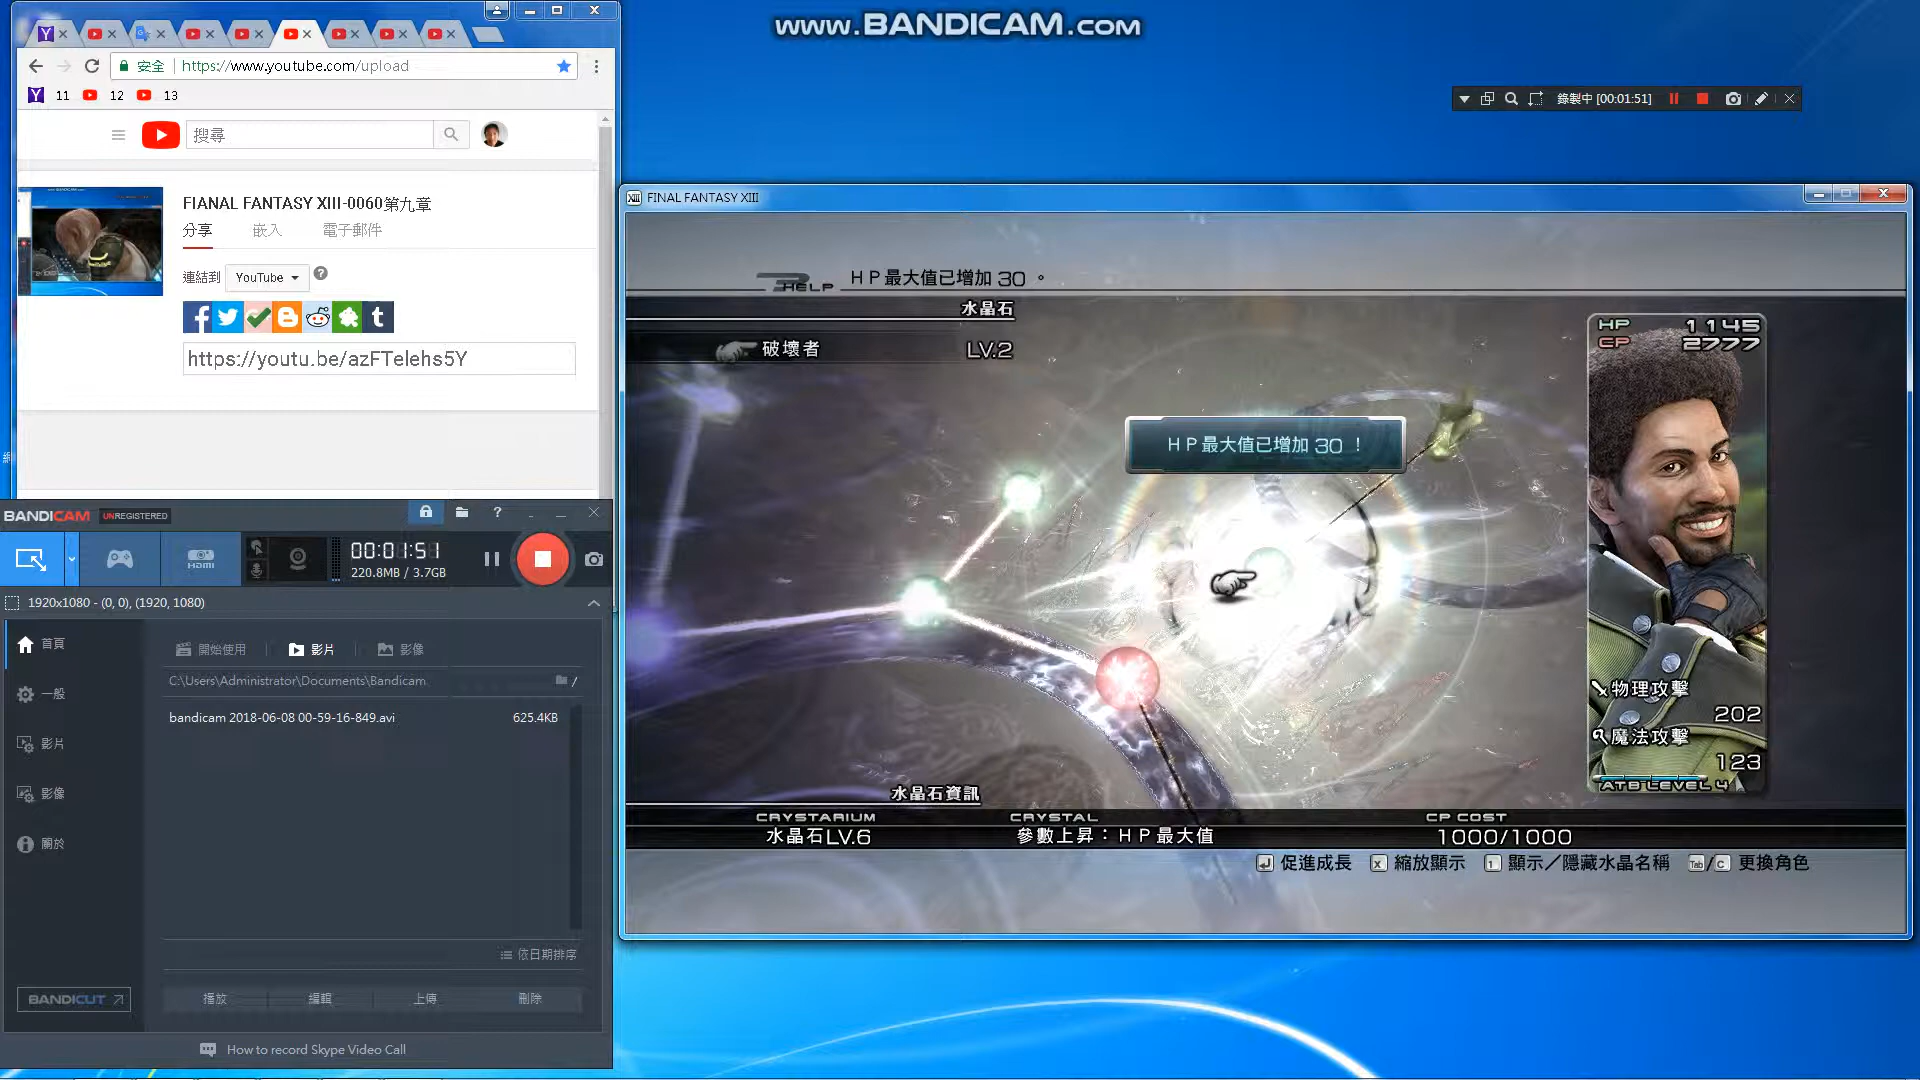 www.BANDICAM.com
安全 https://www.youtube.com/upload
11 12 13
搜尋
FIANAL FANTASY XIII-0060第九章
分享 嵌入 電子郵件
連結到 YouTube
https://youtu.be/azFTelehs5Y
錄製中 [00:01:51]
BANDICAM UNREGISTERED
HDMI
00:01:51
220.8MB / 3.7GB
1920x1080 - (0, 0), (1920, 1080)
首頁
一般
影片
影像
關於
開始使用 影片 影像
C:\Users\Administrator\Documents\Bandicam
bandicam 2018-06-08 00-59-16-849.avi 625.4KB
依日期排序
BANDICUT
播放 編輯 上傳 刪除
How to record Skype Video Call
FINAL FANTASY XIII
HELP HP最大值已增加 30。
水晶石
破壞者 LV.2
HP最大值已增加 30！
HP 1145
CP 2777
物理攻擊
202
魔法攻擊
123
ATB LEVEL 4
水晶石資訊
CRYSTARIUM CRYSTAL CP COST
水晶石LV.6 參數上昇：HP最大值 1000/1000
促進成長 X 縮放顯示 1 顯示／隱藏水晶名稱 Tab/C 更換角色